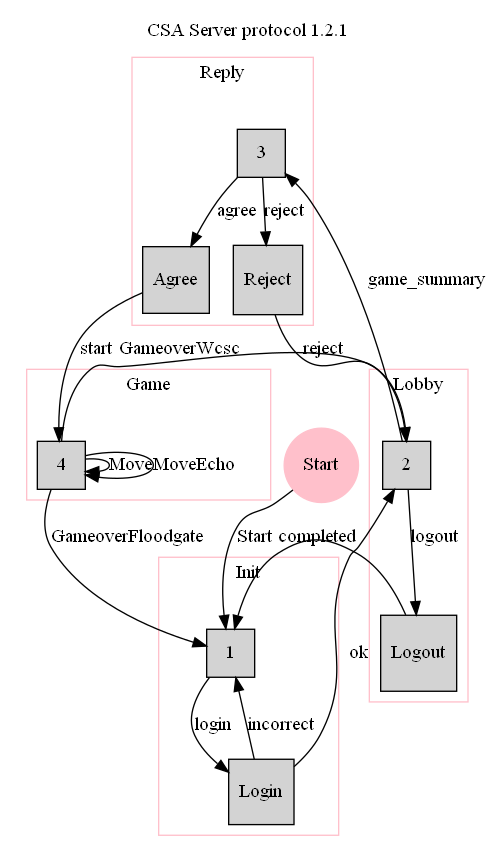 CSA Server protocol 1.2.1
Reply
3
agree
reject
game_summary
Agree
Reject
start
GameoverWcsc
reject
Game
Lobby
4
Move
MoveEcho
Start
2
GameoverFloodgate
Start
completed
logout
Init
1
ok
Logout
login
incorrect
Login